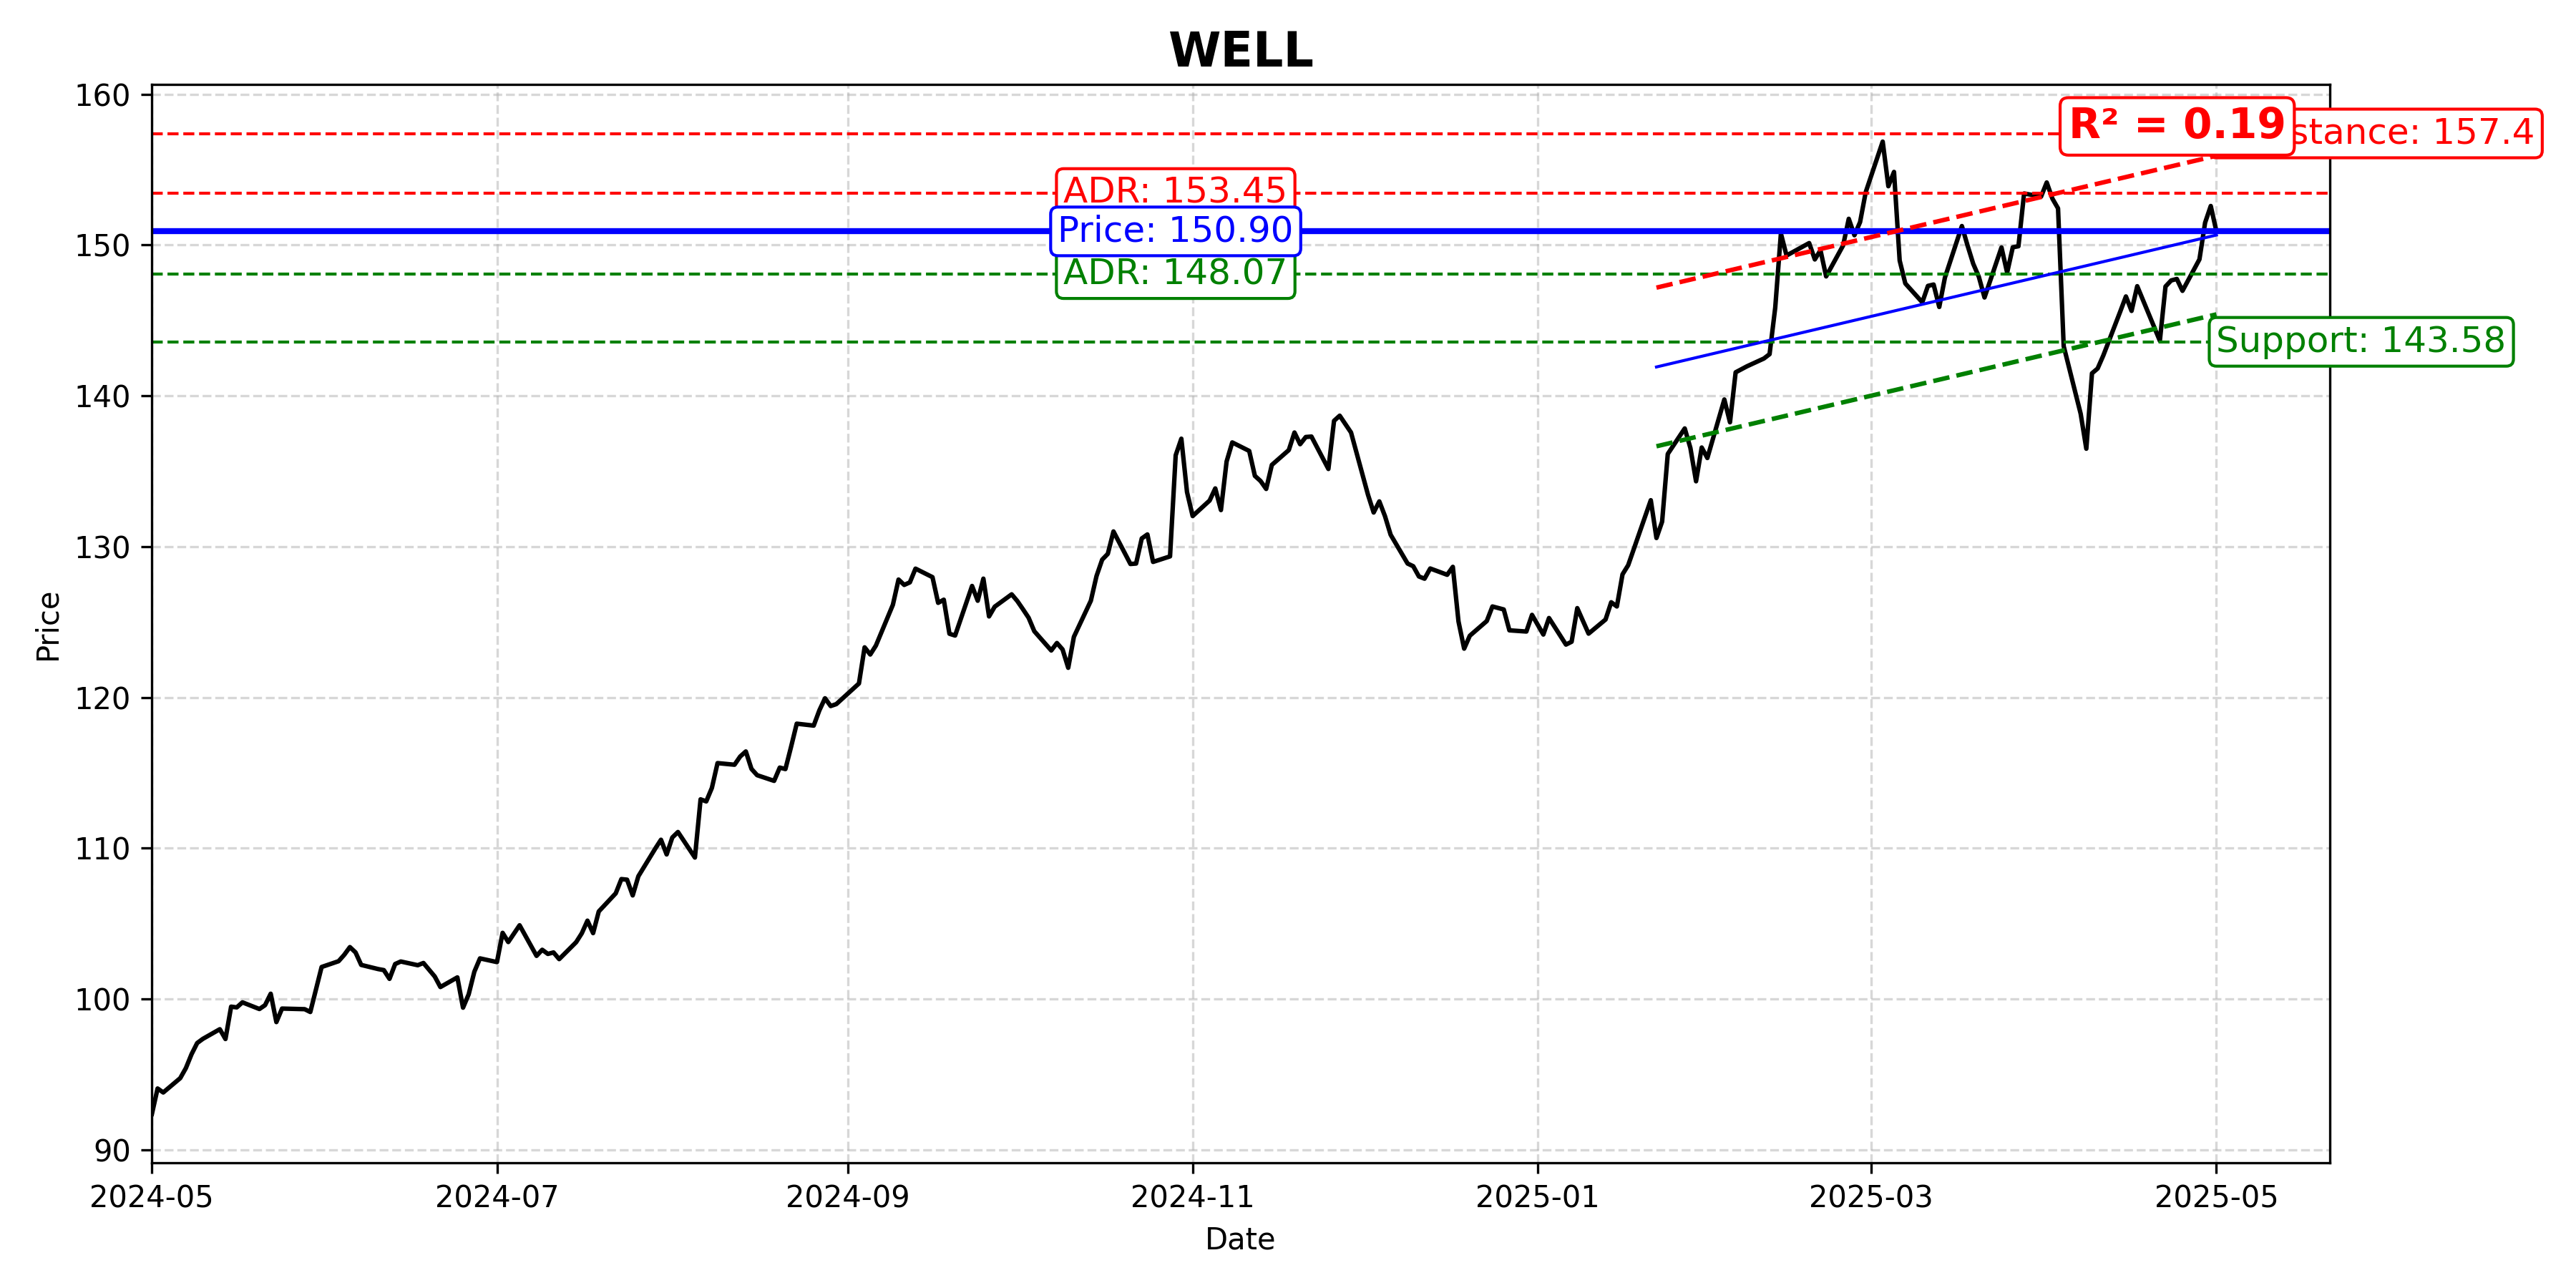 WELL
160
150
140
130
120
110
100
90
Price
R² = 0.19
stance: 157.4
ADR: 153.45
Price: 150.90
ADR: 148.07
Support: 143.58
2024-05
2024-07
2024-09
2024-11
2025-01
2025-03
2025-05
Date